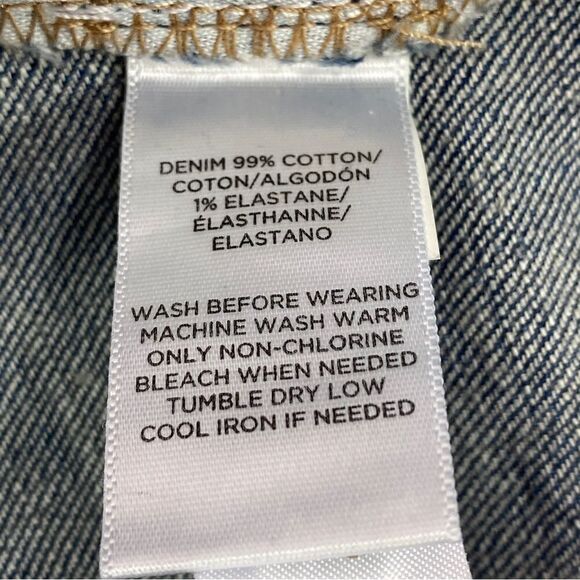 DENIM 99% COTTON/
COTON/ALGODÓN
1% ELASTANE/
ÉLASTHANNE/
ELASTANO
WASH BEFORE WEARING
MACHINE WASH WARM
ONLY NON-CHLORINE
BLEACH WHEN NEEDED
TUMBLE DRY LOW
COOL IRON IF NEEDED